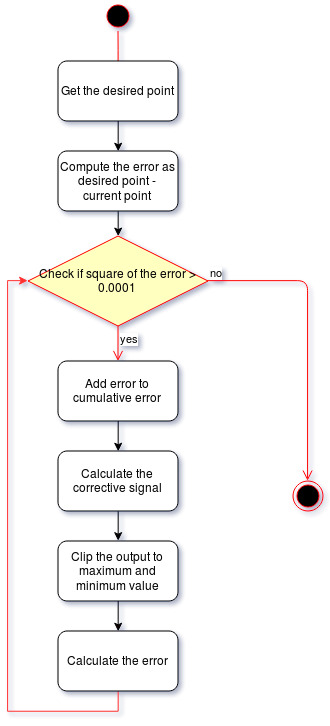 Get the desired point
Compute the error as
desired point -
current point
Check if square of the error >
0.0001
no
yes
Add error to
cumulative error
Calculate the
corrective signal
Clip the output to
maximum and
minimum value
Calculate the error